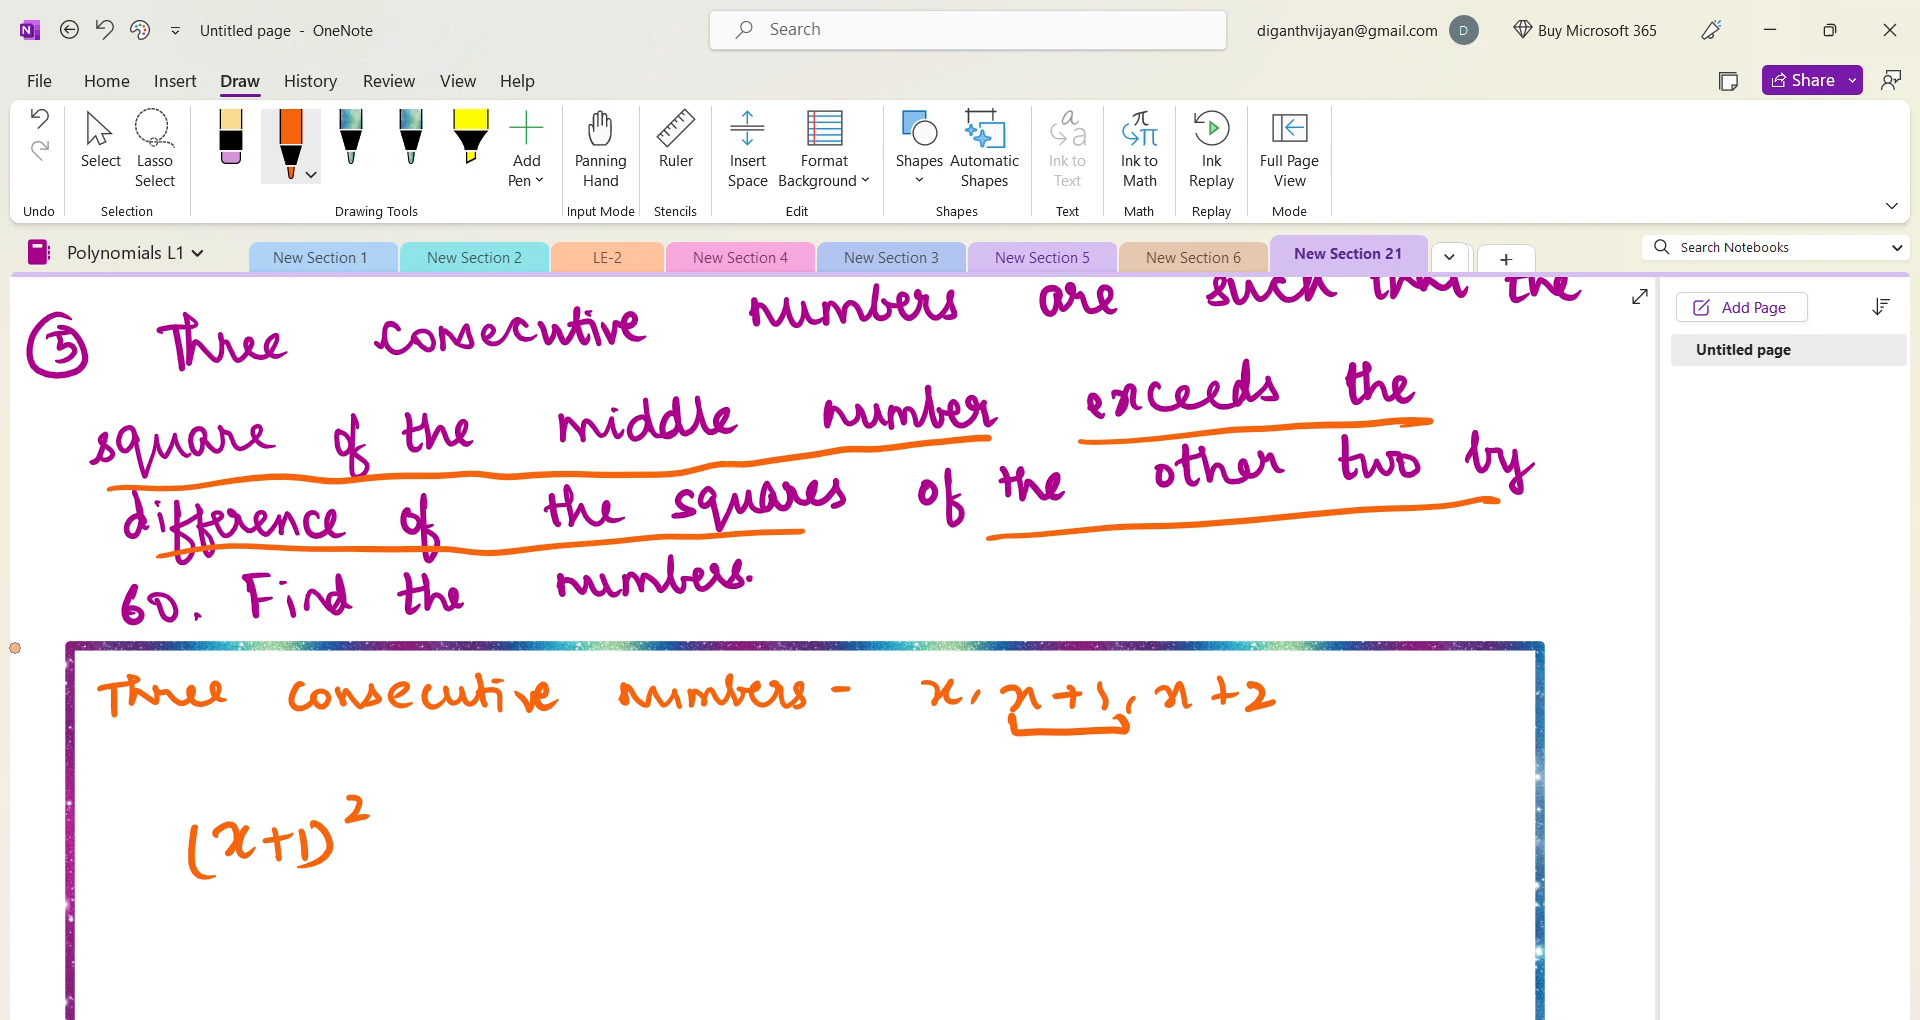 Untitled page - OneNote
Search
diganthvijayan@gmail.com
D
Buy Microsoft 365
File Home Insert Draw History Review View Help
Share
Select
Lasso Select
Add Pen
Panning Hand
Ruler
Insert Space
Format Background
Shapes
Automatic Shapes
Ink to Text
Ink to Math
Ink Replay
Full Page View
Undo Selection Drawing Tools Input Mode Stencils Edit Shapes Text Math Replay Mode
Polynomials L1
New Section 1 New Section 2 LE-2 New Section 4 New Section 3 New Section 5 New Section 6 New Section 21
Search Notebooks
Add Page
Untitled page
③ Three consecutive numbers are such that the
square of the middle number exceeds the
difference of the squares of the other two by
60. Find the numbers.
Three consecutive numbers - x, x+1, x+2
(x+1)²